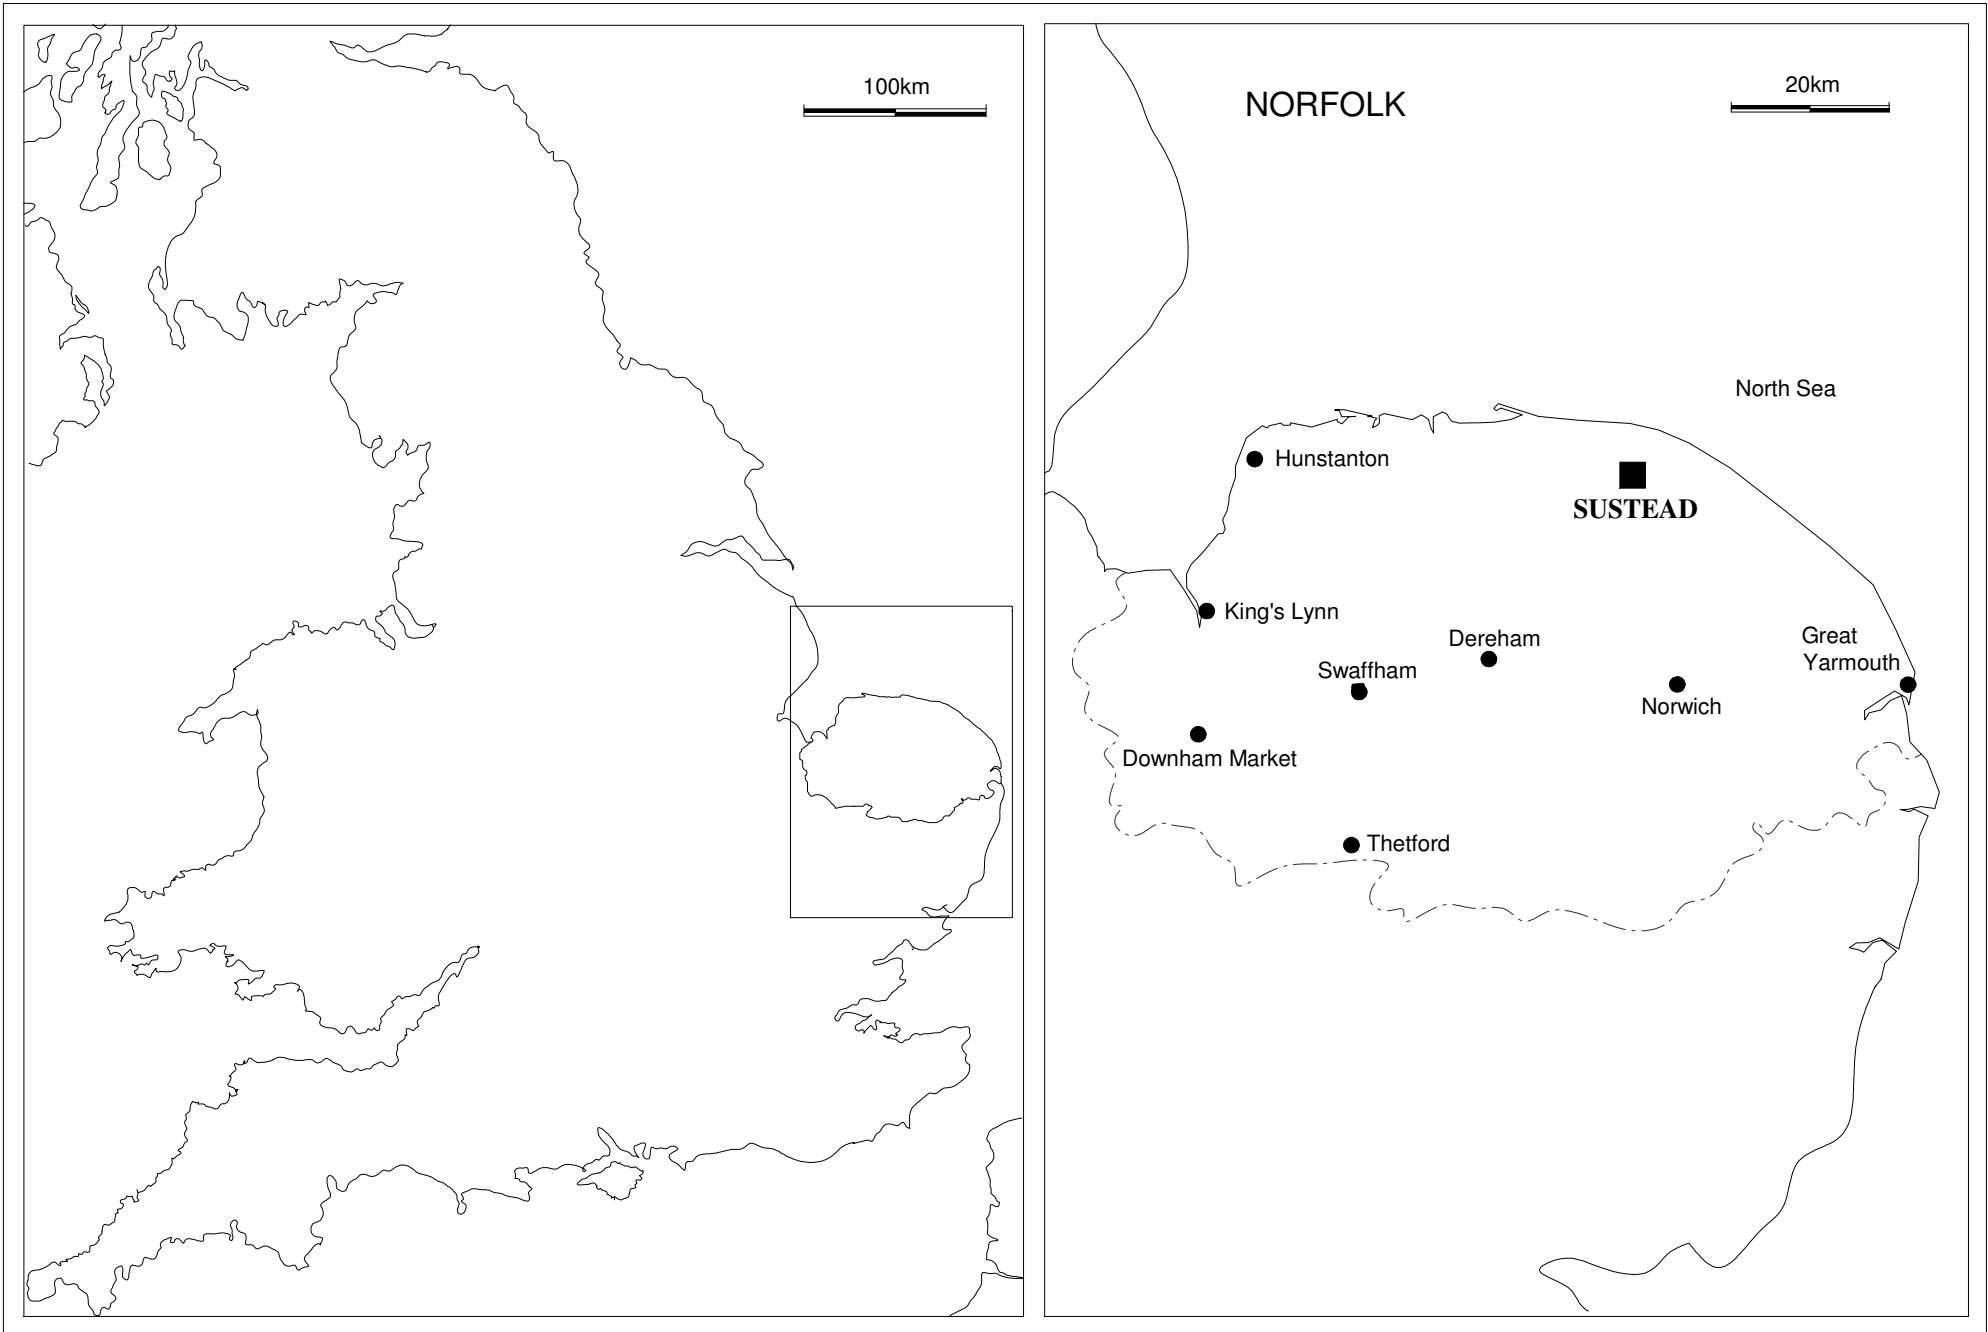 100km
NORFOLK
20km
North Sea
Hunstanton
SUSTEAD
King's Lynn
Dereham
Great
Yarmouth
Swaffham
Norwich
Downham Market
Thetford